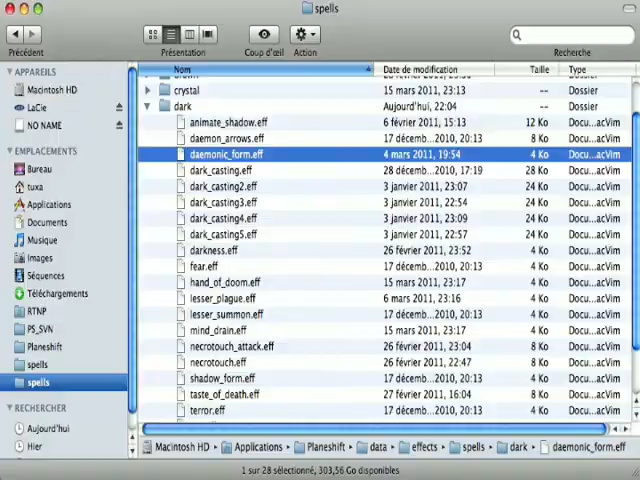 spells
Précédent
Présentation
Coup d'œil
Action
Recherche
APPAREILS
Macintosh HD
LaCie
NO NAME
EMPLACEMENTS
Bureau
tuxa
Applications
Documents
Musique
Images
Séquences
Téléchargements
RTNP
PS_SVN
Planeshift
spells
spells
RECHERCHER
Aujourd'hui
Hier
Nom Date de modification Taille Type
crystal 15 mars 2011, 23:13 -- Dossier
dark Aujourd'hui, 22:04 -- Dossier
animate_shadow.eff 6 février 2011, 15:13 12 Ko Docu...acVim
daemon_arrows.eff 17 décemb...2010, 20:13 8 Ko Docu...acVim
daemonic_form.eff 4 mars 2011, 19:54 4 Ko Docu...acVim
dark_casting.eff 28 décemb...2010, 17:19 28 Ko Docu...acVim
dark_casting2.eff 3 janvier 2011, 23:07 24 Ko Docu...acVim
dark_casting3.eff 3 janvier 2011, 22:54 24 Ko Docu...acVim
dark_casting4.eff 3 janvier 2011, 23:09 24 Ko Docu...acVim
dark_casting5.eff 3 janvier 2011, 22:57 24 Ko Docu...acVim
darkness.eff 26 février 2011, 23:52 4 Ko Docu...acVim
fear.eff 17 décemb...2010, 20:13 4 Ko Docu...acVim
hand_of_doom.eff 15 mars 2011, 23:17 4 Ko Docu...acVim
lesser_plague.eff 6 mars 2011, 23:16 4 Ko Docu...acVim
lesser_summon.eff 17 décemb...2010, 20:13 4 Ko Docu...acVim
mind_drain.eff 15 mars 2011, 23:17 4 Ko Docu...acVim
necrotouch_attack.eff 26 février 2011, 23:04 8 Ko Docu...acVim
necrotouch.eff 26 février 2011, 22:47 8 Ko Docu...acVim
shadow_form.eff 17 décemb...2010, 20:13 4 Ko Docu...acVim
taste_of_death.eff 27 février 2011, 16:04 8 Ko Docu...acVim
terror.eff 17 décemb...2010, 20:13 4 Ko Docu...acVim
Macintosh HD Applications Planeshift data effects spells dark daemonic_form.eff
1 sur 28 sélectionné, 303,56 Go disponibles